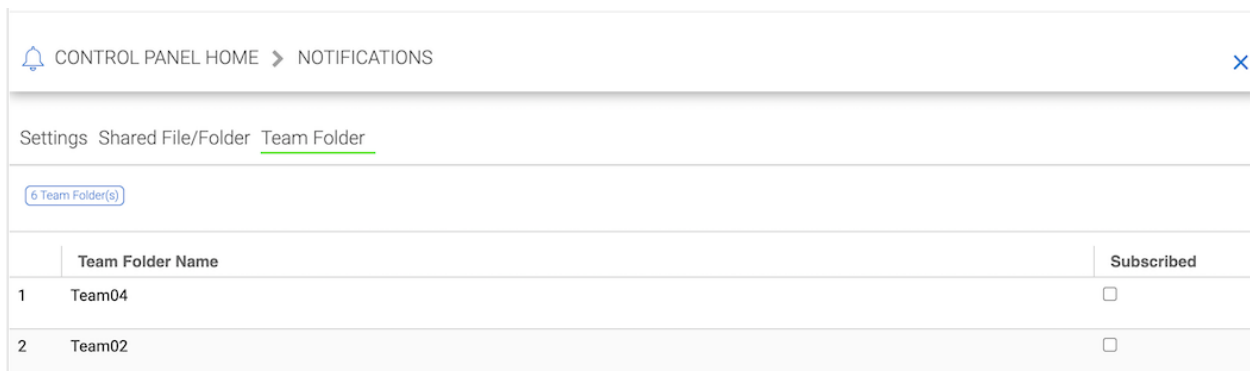 CONTROL PANEL HOME > NOTIFICATIONS
Settings Shared File/Folder Team Folder
6 Team Folder(s)
Team Folder Name Subscribed
1 Team04
2 Team02